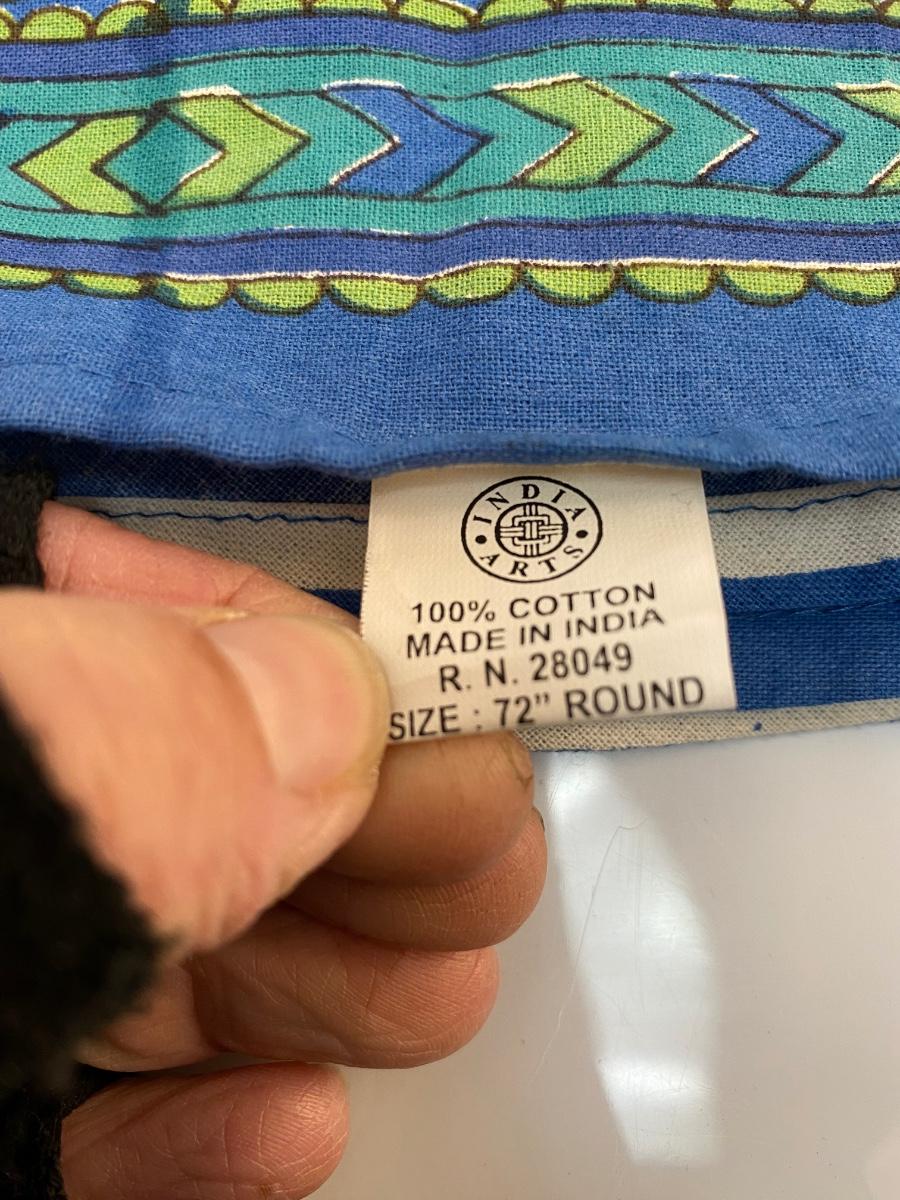 INDIA
ARTS
100% COTTON
MADE IN INDIA
R. N. 28049
SIZE : 72” ROUND